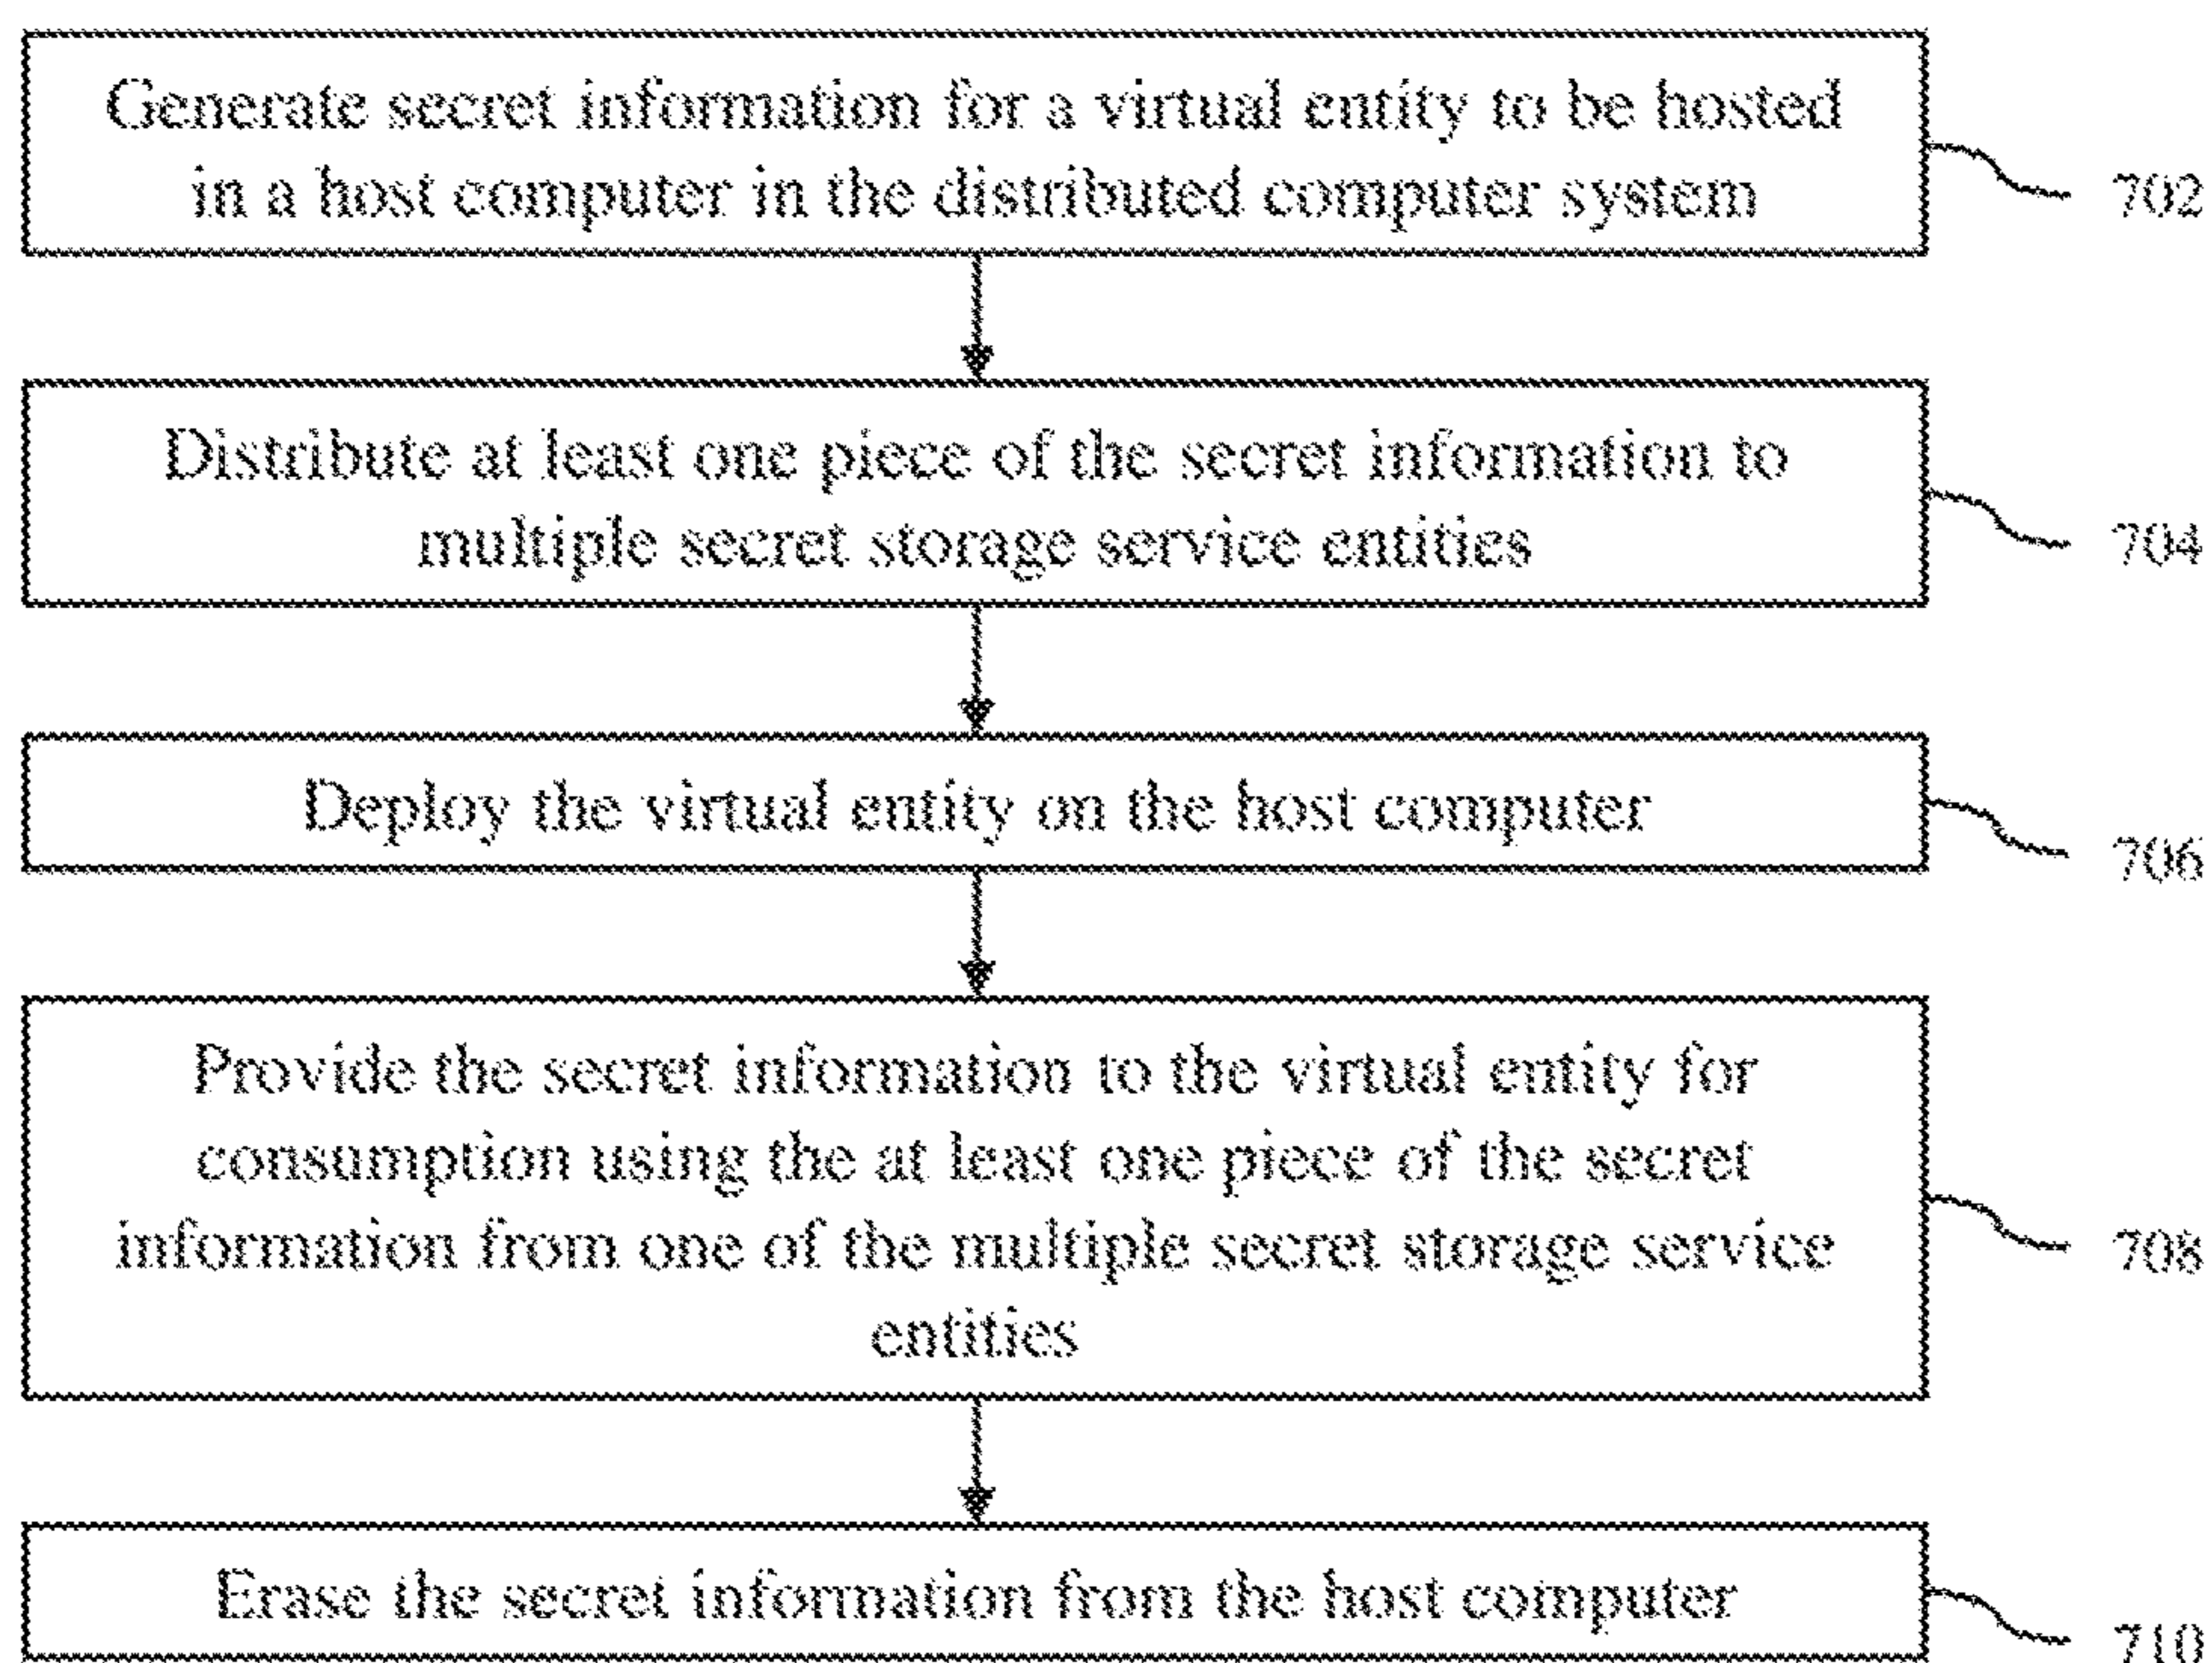 Generate secret information for a virtual entity to be hosted
in a host computer in the distributed computer system
702
Distribute at least one piece of the secret information to
multiple secret storage service entities
704
Deploy the virtual entity on the host computer
706
Provide the secret information to the virtual entity for
consumption using the at least one piece of the secret
information from one of the multiple secret storage service
entities
708
Erase the secret information from the host computer
710